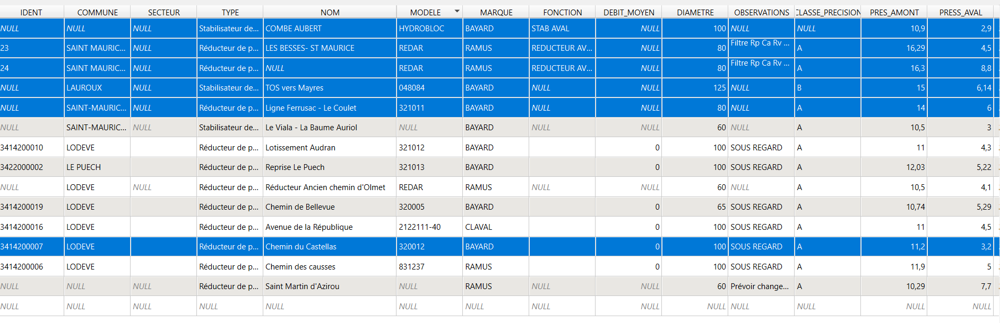 IDENT COMMUNE SECTEUR TYPE NOM MODELE MARQUE FONCTION DEBIT_MOYEN DIAMETRE OBSERVATIONS CLASSE_PRECISION PRES_AMONT PRESS_AVAL
NULL NULL NULL Stabilisateur de... COMBE AUBERT HYDROBLOC BAYARD STAB AVAL NULL 100 NULL NULL 10,9 2,9
23 SAINT MAURIC... NULL Réducteur de p... LES BESSES- ST MAURICE REDAR RAMUS REDUCTEUR AV... NULL 80 Filtre Rp Ca Rv ... A 16,29 4,5
24 SAINT MAURIC... NULL Réducteur de p... NULL REDAR RAMUS REDUCTEUR AV... NULL 80 Filtre Rp Ca Rv ... A 16,3 8,8
NULL LAUROUX NULL Stabilisateur de... TOS vers Mayres 048084 BAYARD NULL NULL 125 NULL B 15 6,14
NULL SAINT-MAURIC... NULL Réducteur de p... Ligne Ferrusac - Le Coulet 321011 BAYARD NULL NULL 80 NULL A 14 6
NULL SAINT-MAURIC... NULL Stabilisateur de... Le Viala - La Baume Auriol NULL BAYARD NULL NULL 60 NULL A 10,5 3
3414200010 LODEVE Réducteur de p... Lotissement Audran 321012 BAYARD 0 100 SOUS REGARD A 11 4,3
3422000002 LE PUECH Réducteur de p... Reprise Le Puech 321013 BAYARD 0 100 SOUS REGARD A 12,03 5,22
NULL LODEVE NULL Réducteur de p... Réducteur Ancien chemin d'Olmet REDAR RAMUS NULL NULL 60 NULL A 10,5 4,1
3414200019 LODEVE Réducteur de p... Chemin de Bellevue 320005 BAYARD 0 65 SOUS REGARD A 10,74 5,29
3414200016 LODEVE Réducteur de p... Avenue de la République 2122111-40 CLAVAL 0 100 SOUS REGARD A 11 4,5
3414200007 LODEVE Réducteur de p... Chemin du Castellas 320012 BAYARD 0 100 SOUS REGARD A 11,2 3,2
3414200006 LODEVE Réducteur de p... Chemin des causses 831237 RAMUS 0 100 SOUS REGARD A 11,9 5
NULL NULL NULL Réducteur de p... Saint Martin d'Azirou NULL RAMUS NULL NULL 60 Prévoir change... A 10,29 7,7
NULL NULL NULL NULL NULL NULL NULL NULL NULL NULL NULL NULL NULL NULL